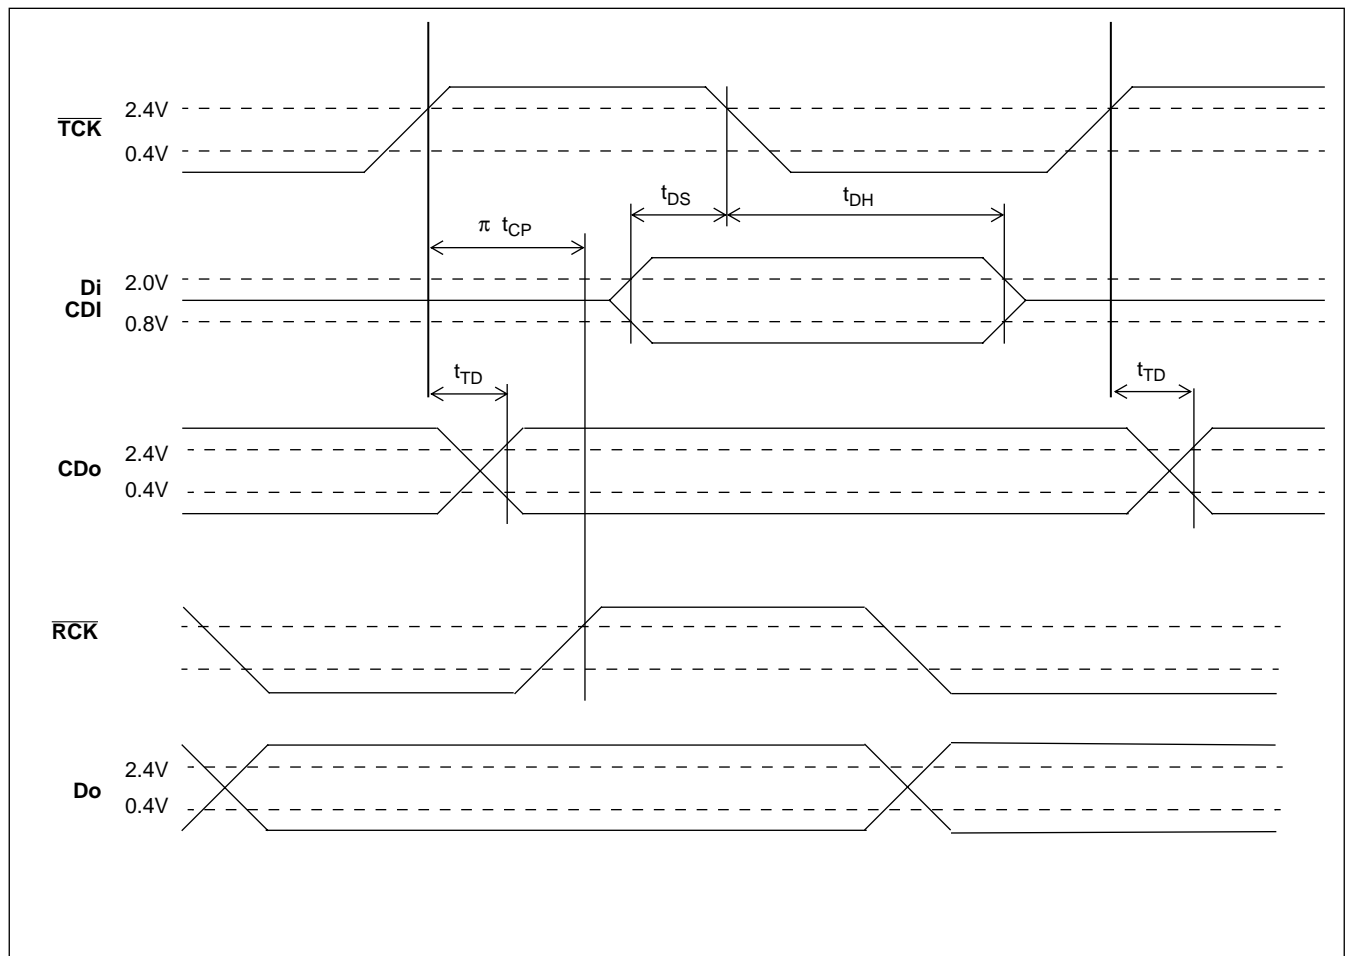 2.4V
TCK
0.4V
tDS
tDH
π tCP
Di 2.0V
CDI
0.8V
tTD
tTD
2.4V
CDo
0.4V
RCK
2.4V
Do
0.4V